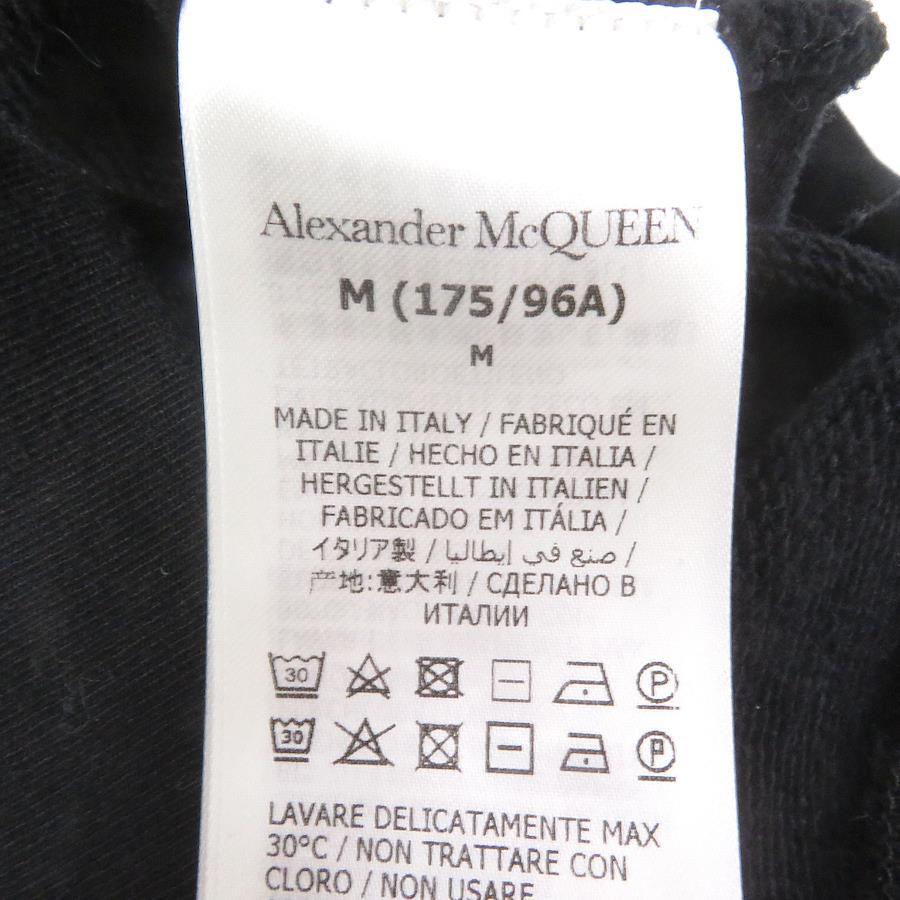 Alexander McQUEEN
M (175/96A)
M
MADE IN ITALY / FABRIQUÉ EN
ITALIE / HECHO EN ITALIA /
HERGESTELLT IN ITALIEN /
FABRICADO EM ITÁLIA /
イタリア製 / صنع في إيطاليا /
产地:意大利 / СДЕЛАНО В
ИТАЛИИ
30 P
30 P
LAVARE DELICATAMENTE MAX
30°C / NON TRATTARE CON
CLORO / NON USARE